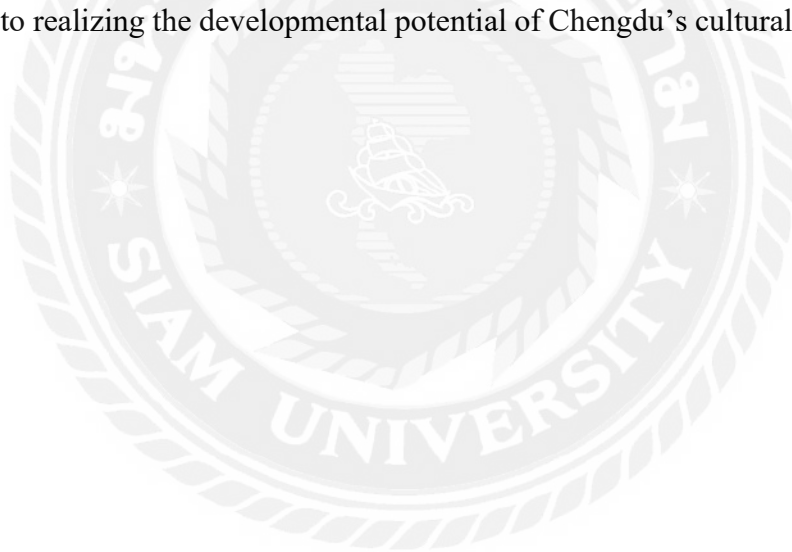 to realizing the developmental potential of Chengdu’s cultural
SIAM UNIVERSITY